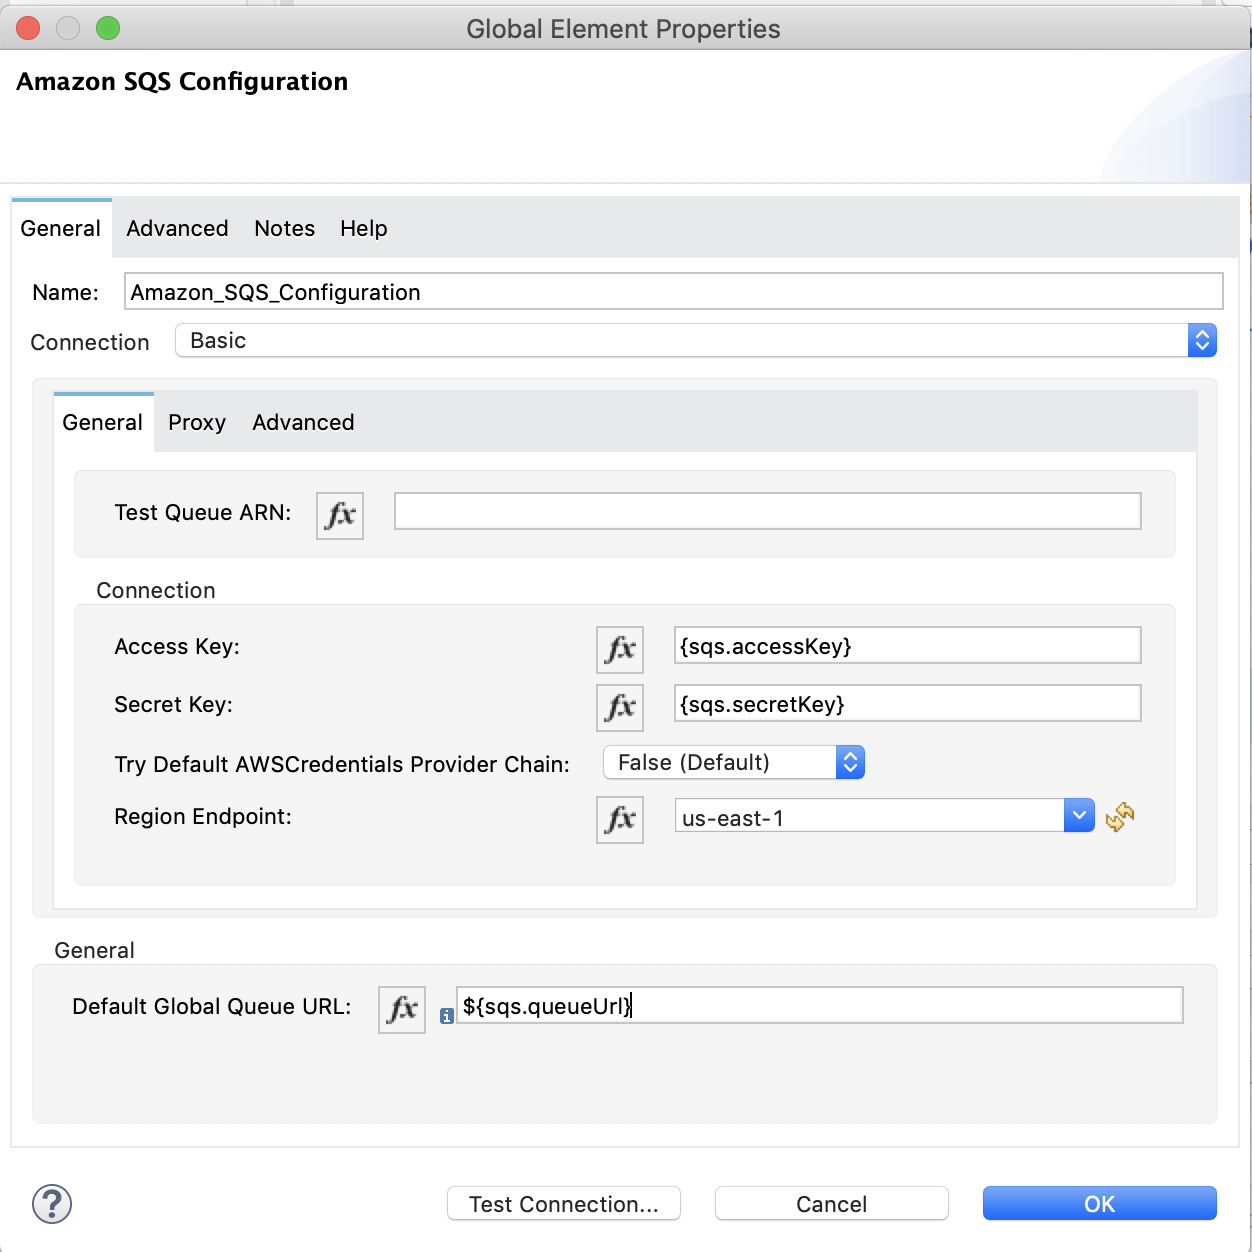 Global Element Properties
Amazon SQS Configuration
General Advanced Notes Help
Name: Amazon_SQS_Configuration
Connection Basic
General Proxy Advanced
Test Queue ARN: fx
Connection
Access Key: fx {sqs.accessKey}
Secret Key: fx {sqs.secretKey}
Try Default AWSCredentials Provider Chain: False (Default)
Region Endpoint: fx us-east-1
General
Default Global Queue URL: fx i ${sqs.queueUrl}
? Test Connection... Cancel OK